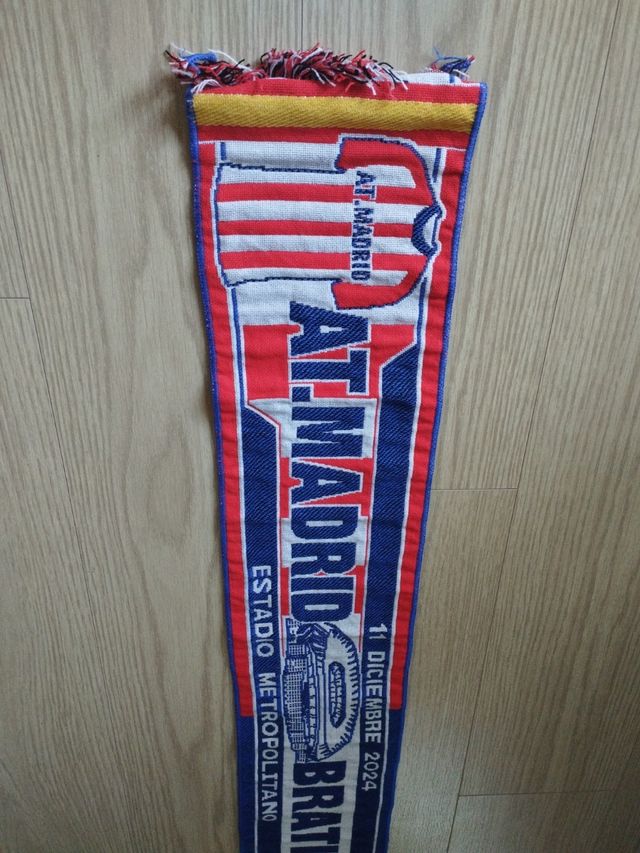 AT.MADRID
AT.MADRID
11 DICIEMBRE 2024
ESTADIO METROPOLITANO
BRATI